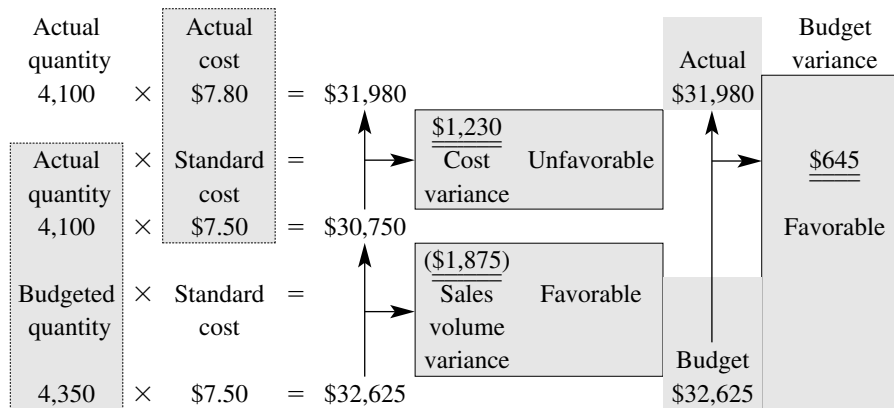 Actual Actual Budget
quantity cost Actual variance
4,100 × $7.80 = $31,980 $31,980
$1,230
Actual × Standard = Cost Unfavorable $645
quantity cost variance
4,100 × $7.50 = $30,750 Favorable
($1,875)
Budgeted × Standard = Sales Favorable
quantity cost volume
variance Budget
4,350 × $7.50 = $32,625 $32,625